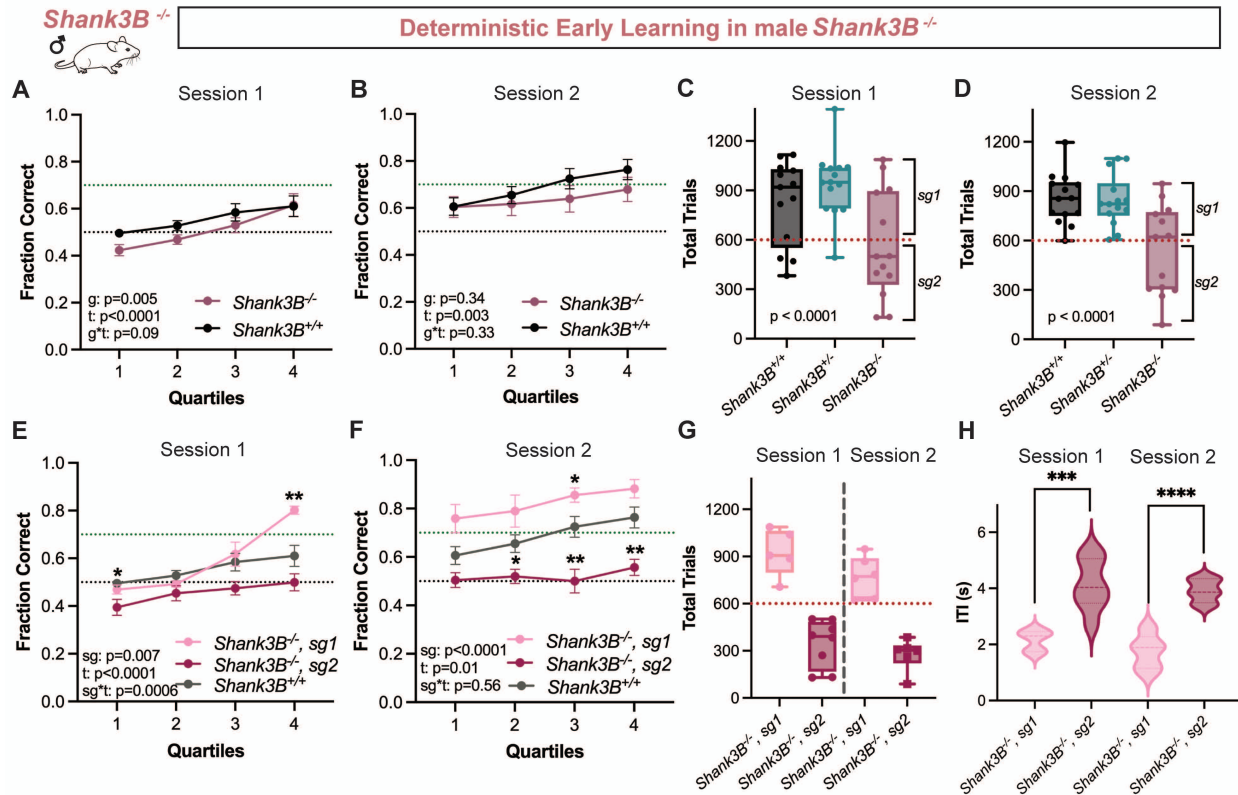 Shank3B -/-
♂
Deterministic Early Learning in male Shank3B -/-
A
Session 1
Fraction Correct
1.0
0.8
0.6
0.4
0.2
0.0
g: p=0.005
t: p<0.0001
g*t: p=0.09
Shank3B-/-
Shank3B+/+
1 2 3 4
Quartiles
B
Session 2
Fraction Correct
1.0
0.8
0.6
0.4
0.2
0.0
g: p=0.34
t: p=0.003
g*t: p=0.33
Shank3B-/-
Shank3B+/+
1 2 3 4
Quartiles
C
Session 1
Total Trials
1200
900
600
300
0
sg1
sg2
p < 0.0001
Shank3B+/+
Shank3B+/-
Shank3B-/-
D
Session 2
Total Trials
1200
900
600
300
0
sg1
sg2
p < 0.0001
Shank3B+/+
Shank3B+/-
Shank3B-/-
E
Session 1
Fraction Correct
1.0
0.8
0.6
0.4
0.2
0.0
*
**
sg: p=0.007
t: p<0.0001
sg*t: p=0.0006
Shank3B-/-, sg1
Shank3B-/-, sg2
Shank3B+/+
1 2 3 4
Quartiles
F
Session 2
Fraction Correct
1.0
0.8
0.6
0.4
0.2
0.0
*
*
**
**
sg: p<0.0001
t: p=0.01
sg*t: p=0.56
Shank3B-/-, sg1
Shank3B-/-, sg2
Shank3B+/+
1 2 3 4
Quartiles
G
Session 1 Session 2
Total Trials
1200
900
600
300
0
Shank3B-/-, sg1
Shank3B-/-, sg2
Shank3B-/-, sg1
Shank3B-/-, sg2
H
Session 1 Session 2
***
****
ITI (s)
6
4
2
0
Shank3B-/-, sg1
Shank3B-/-, sg2
Shank3B-/-, sg1
Shank3B-/-, sg2